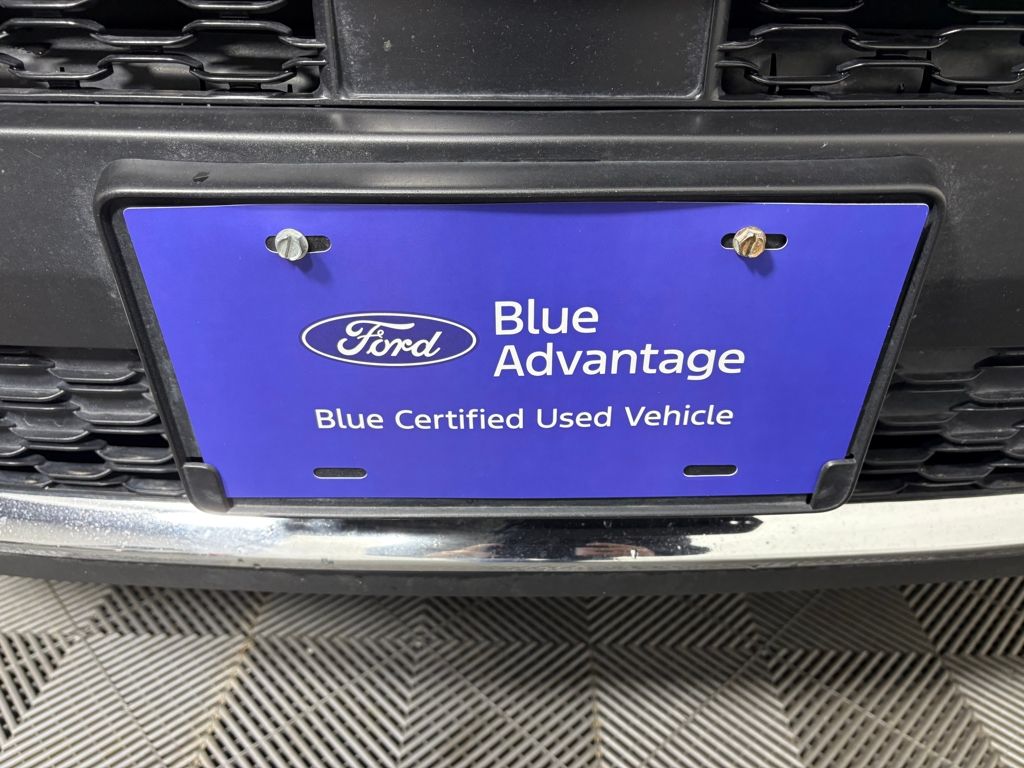 Ford
Blue
Advantage
Blue Certified Used Vehicle